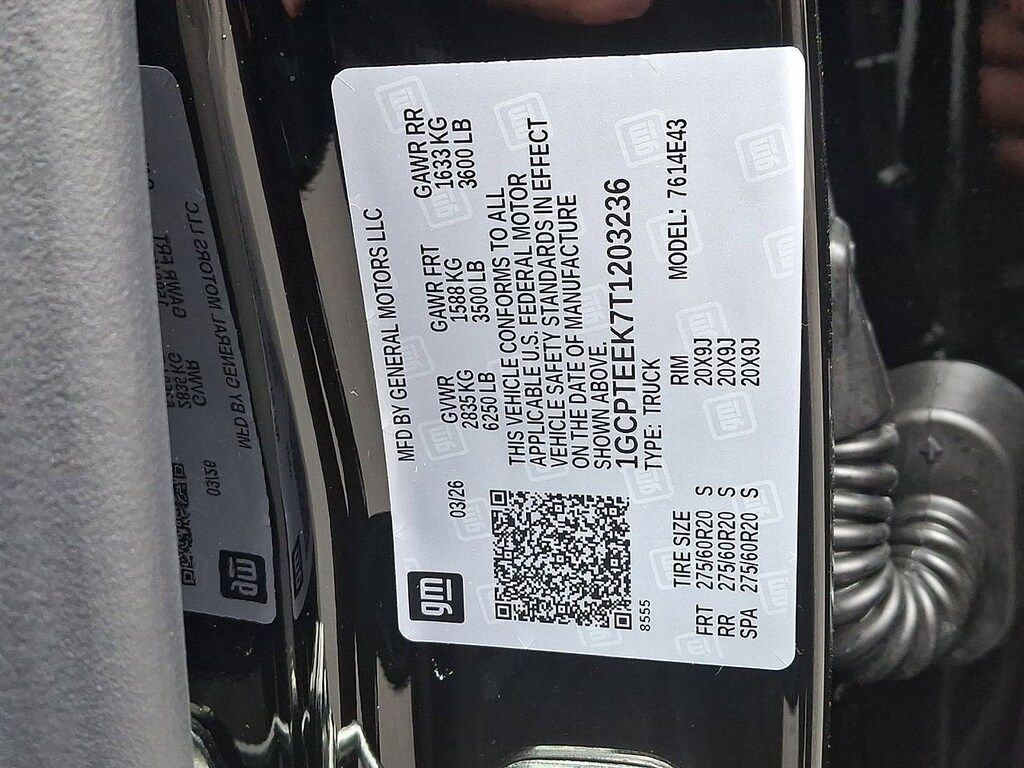 gm
MFD BY GENERAL MOTORS LLC
03/26
GVWR GAWR FRT GAWR RR
2835 KG 1588 KG 1633 KG
6250 LB 3500 LB 3600 LB
THIS VEHICLE CONFORMS TO ALL
APPLICABLE U.S. FEDERAL MOTOR
VEHICLE SAFETY STANDARDS IN EFFECT
ON THE DATE OF MANUFACTURE
SHOWN ABOVE.
1GCPTEEK7T1203236
8555
TYPE: TRUCK MODEL: 7614E43
TIRE SIZE RIM
FRT 275/60R20 S 20X9J
RR 275/60R20 S 20X9J
SPA 275/60R20 S 20X9J